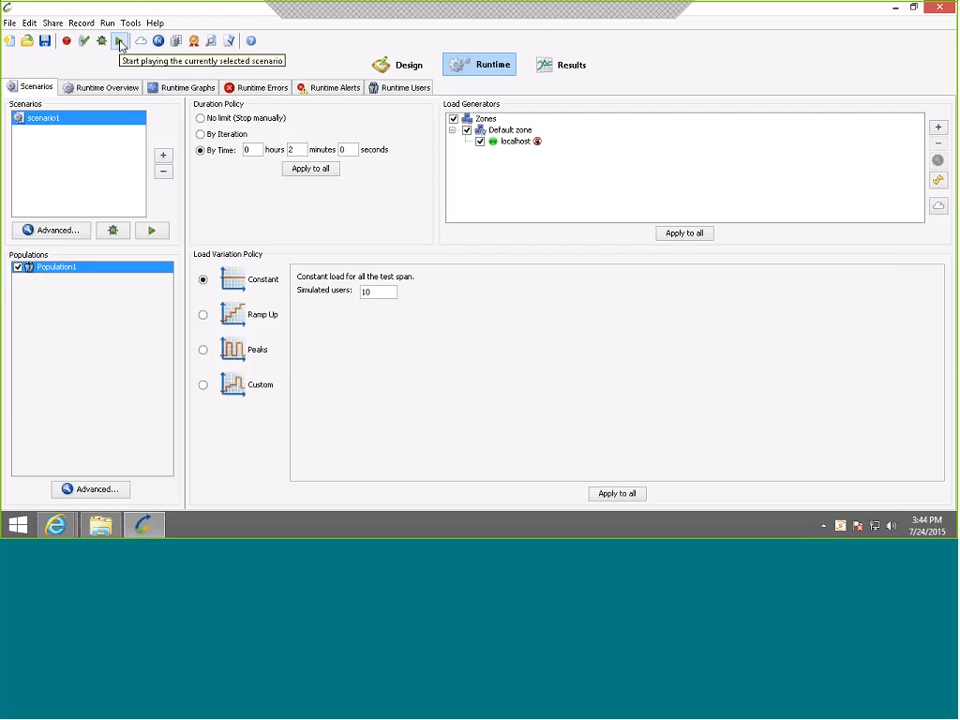 File Edit Share Record Run Tools Help
Start playing the currently selected scenario
Design Runtime Results
Scenarios Runtime Overview Runtime Graphs Runtime Errors Runtime Alerts Runtime Users
Scenarios
scenario1
Advanced...
Populations
Population1
Advanced...
Duration Policy
No limit (Stop manually)
By Iteration
By Time: 0 hours 2 minutes 0 seconds
Apply to all
Load Generators
Zones
Default zone
localhost
Apply to all
Load Variation Policy
Constant
Ramp Up
Peaks
Custom
Constant load for all the test span.
Simulated users: 10
Apply to all
3:44 PM
7/24/2015